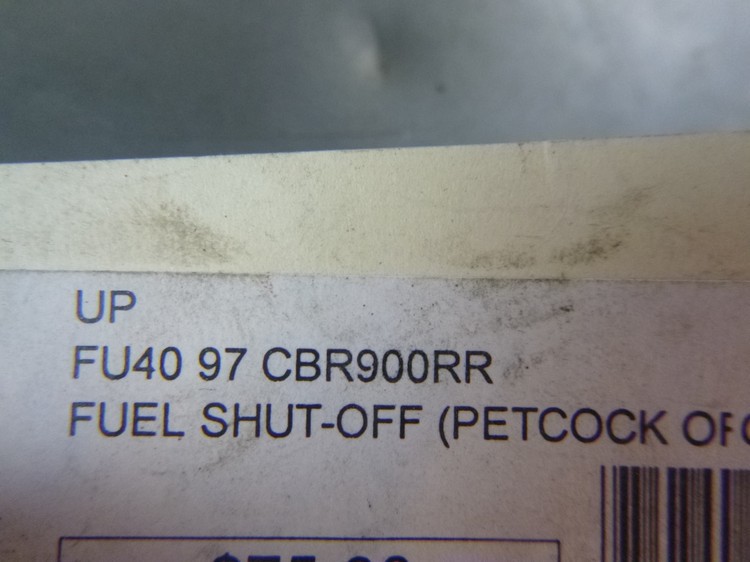 UP
FU40 97 CBR900RR
FUEL SHUT-OFF (PETCOCK